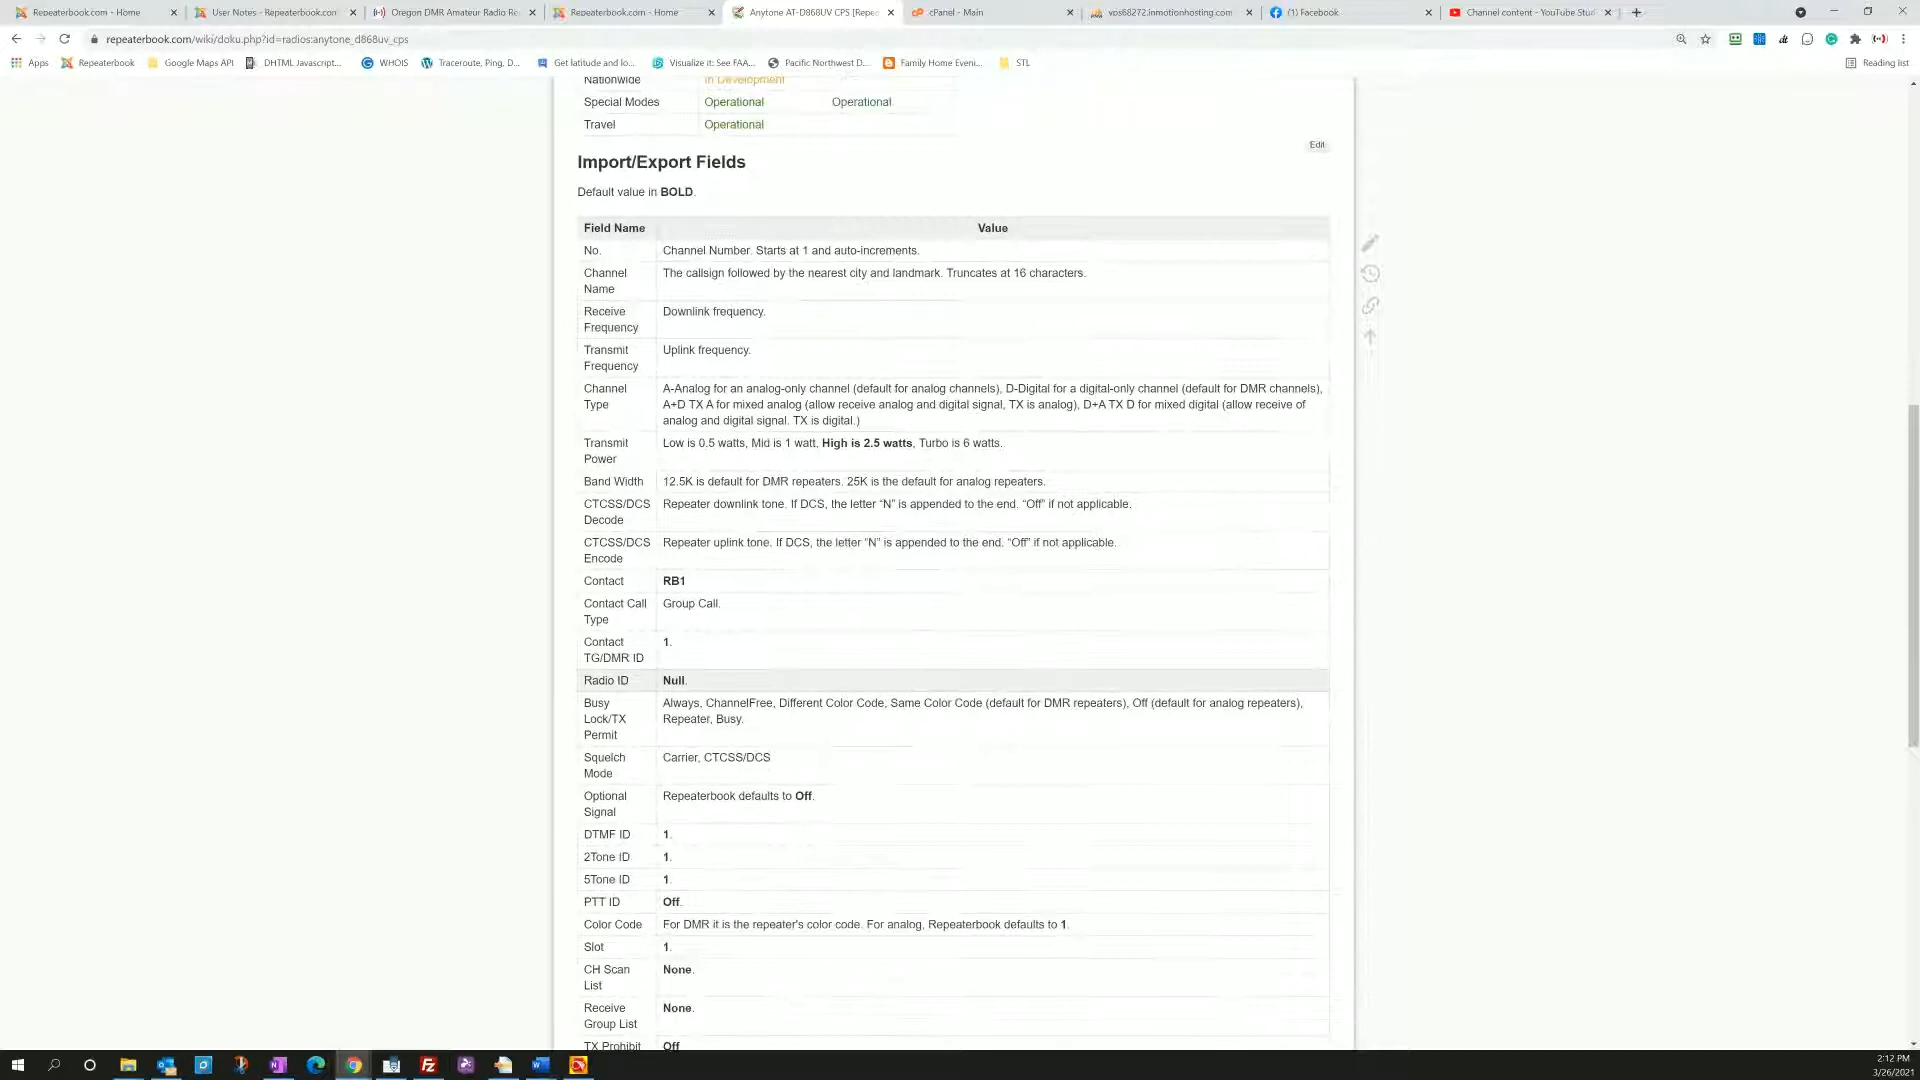 Repeaterbook.com - Home
User Notes - Repeaterbook.con
Oregon DMR Amateur Radio Re
Repeaterbook.com - Home
Anytone AT-D868UV CPS [Repea
cPanel - Main
vps68272.inmotionhosting.com
(1) Facebook
Channel content - YouTube Stud
repeaterbook.com/wiki/doku.php?id=radios:anytone_d868uv_cps
Apps
Repeaterbook
Google Maps API
DHTML Javascript...
WHOIS
Traceroute, Ping, D...
Get latitude and lo...
Visualize it: See FAA...
Pacific Northwest D...
Family Home Eveni...
STL
Reading list
Nationwide In Development
Special Modes Operational Operational
Travel Operational
Edit
Import/Export Fields
Default value in BOLD.
Field Name Value
No. Channel Number. Starts at 1 and auto-increments.
Channel The callsign followed by the nearest city and landmark. Truncates at 16 characters.
Name
Receive Downlink frequency.
Frequency
Transmit Uplink frequency.
Frequency
Channel A-Analog for an analog-only channel (default for analog channels), D-Digital for a digital-only channel (default for DMR channels),
Type A+D TX A for mixed analog (allow receive analog and digital signal, TX is analog), D+A TX D for mixed digital (allow receive of
analog and digital signal. TX is digital.)
Transmit Low is 0.5 watts, Mid is 1 watt, High is 2.5 watts, Turbo is 6 watts.
Power
Band Width 12.5K is default for DMR repeaters. 25K is the default for analog repeaters.
CTCSS/DCS Repeater downlink tone. If DCS, the letter “N” is appended to the end. “Off” if not applicable.
Decode
CTCSS/DCS Repeater uplink tone. If DCS, the letter “N” is appended to the end. “Off” if not applicable.
Encode
Contact RB1
Contact Call Group Call.
Type
Contact 1.
TG/DMR ID
Radio ID Null.
Busy Always, ChannelFree, Different Color Code, Same Color Code (default for DMR repeaters), Off (default for analog repeaters),
Lock/TX Repeater, Busy.
Permit
Squelch Carrier, CTCSS/DCS
Mode
Optional Repeaterbook defaults to Off.
Signal
DTMF ID 1.
2Tone ID 1.
5Tone ID 1.
PTT ID Off.
Color Code For DMR it is the repeater's color code. For analog, Repeaterbook defaults to 1.
Slot 1.
CH Scan None.
List
Receive None.
Group List
TX Prohibit Off
2:12 PM
3/26/2021